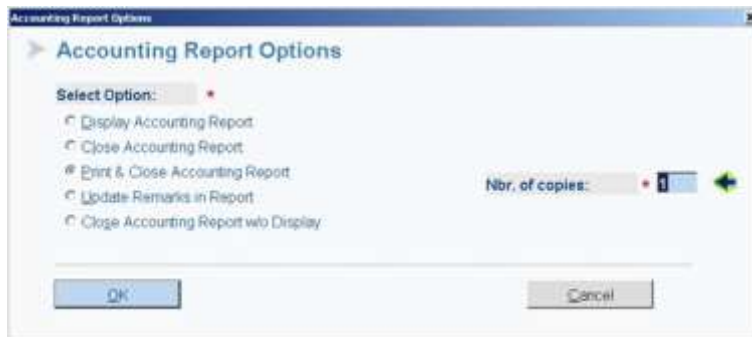 Accounting Report Options
Accounting Report Options
Select Option: *
Display Accounting Report
Close Accounting Report
Print & Close Accounting Report
Nbr. of copies: * 1
Update Remarks in Report
Close Accounting Report w/o Display
OK
Cancel